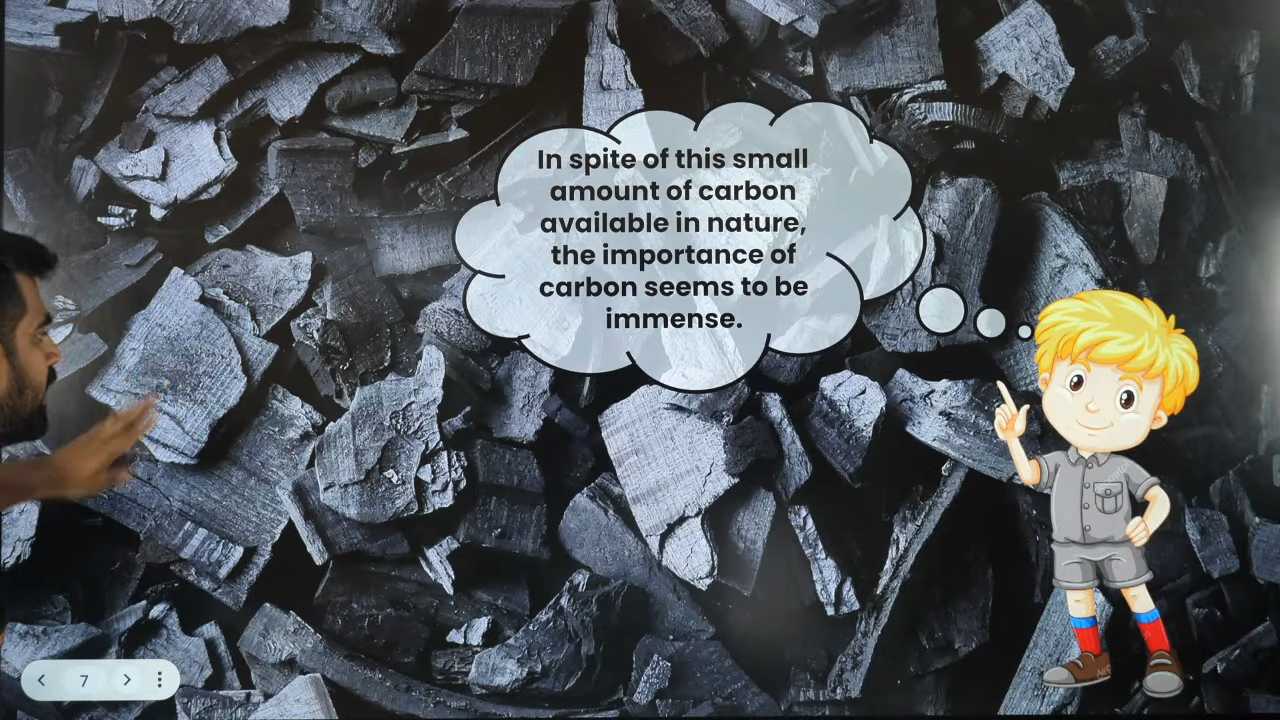 In spite of this small
amount of carbon
available in nature,
the importance of
carbon seems to be
immense.
7